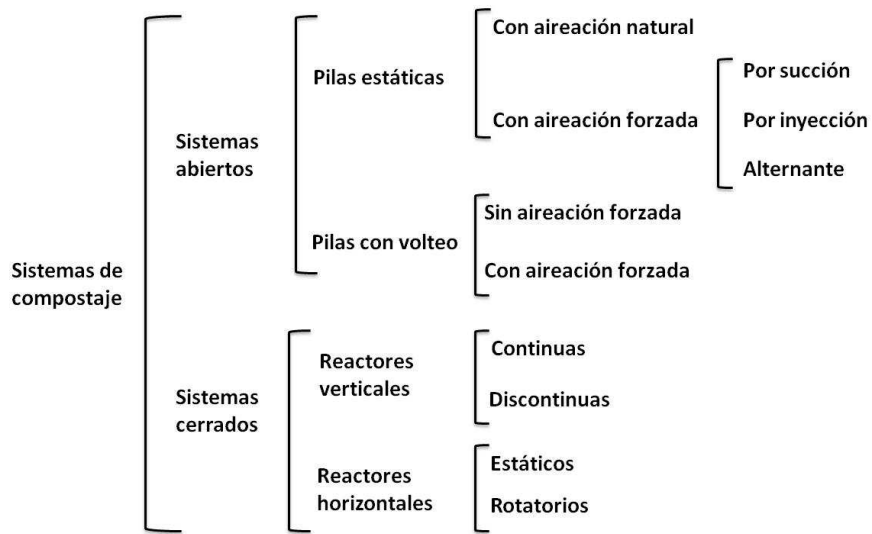 Sistemas de
compostaje
Sistemas
abiertos
Pilas estáticas
Con aireación natural
Con aireación forzada
Por succión
Por inyección
Alternante
Pilas con volteo
Sin aireación forzada
Con aireación forzada
Sistemas
cerrados
Reactores
verticales
Continuas
Discontinuas
Reactores
horizontales
Estáticos
Rotatorios